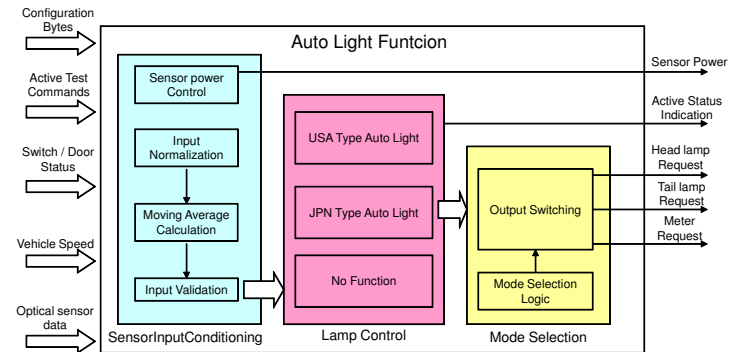 Configuration
Bytes
Auto Light Funtcion
Sensor Power
Sensor power
Control
Active Test
Commands
Active Status
Indication
USA Type Auto Light
Input
Normalization
Head lamp
Request
Switch / Door
Status
Tail lamp
Request
Moving Average
Calculation
JPN Type Auto Light
Output Switching
Meter
Request
Vehicle Speed
Input Validation
No Function
Mode Selection
Logic
Optical sensor
data
SensorInputConditioning
Lamp Control
Mode Selection